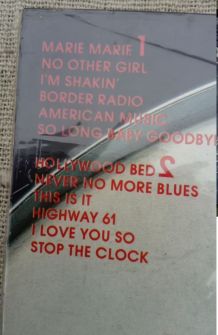 MARIE MARIE 1
NO OTHER GIRL
I'M SHAKIN'
BORDER RADIO
AMERICAN MUSIC
SO LONG BABY GOODBYE
HOLLYWOOD BED 2
NEVER NO MORE BLUES
THIS IS IT
HIGHWAY 61
I LOVE YOU SO
STOP THE CLOCK